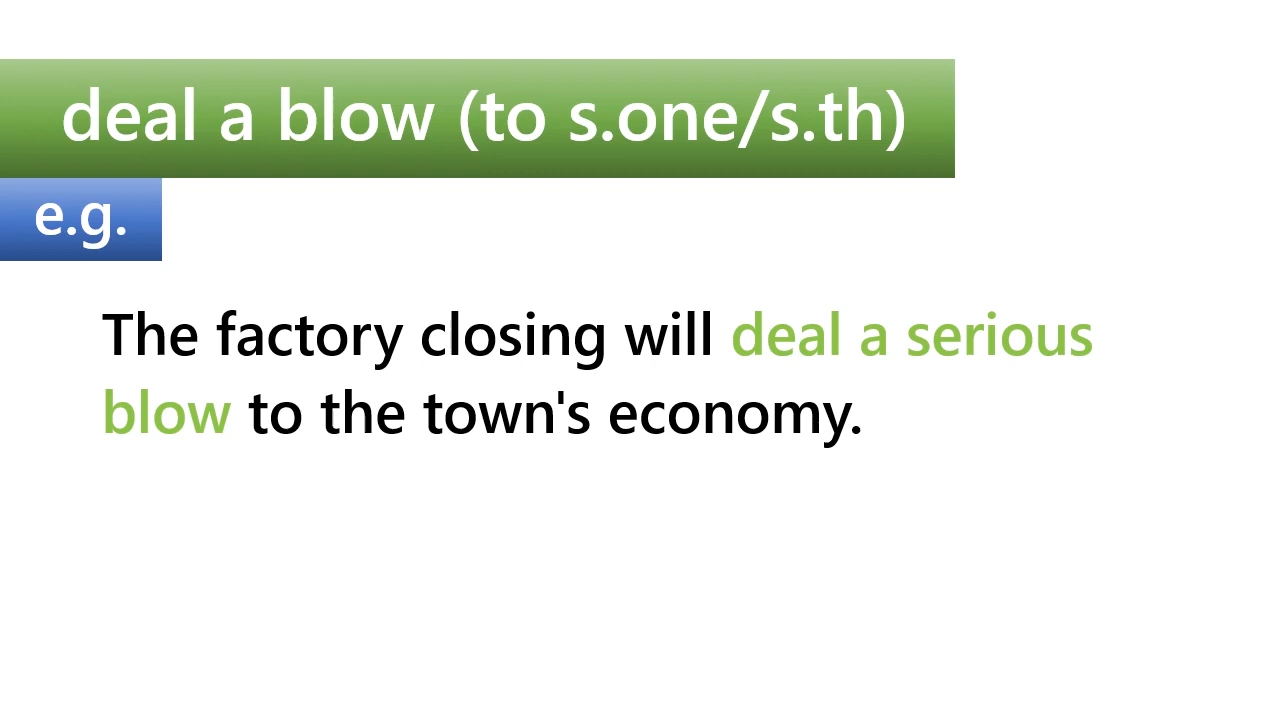 deal a blow (to s.one/s.th)
e.g.
The factory closing will deal a serious
blow to the town's economy.